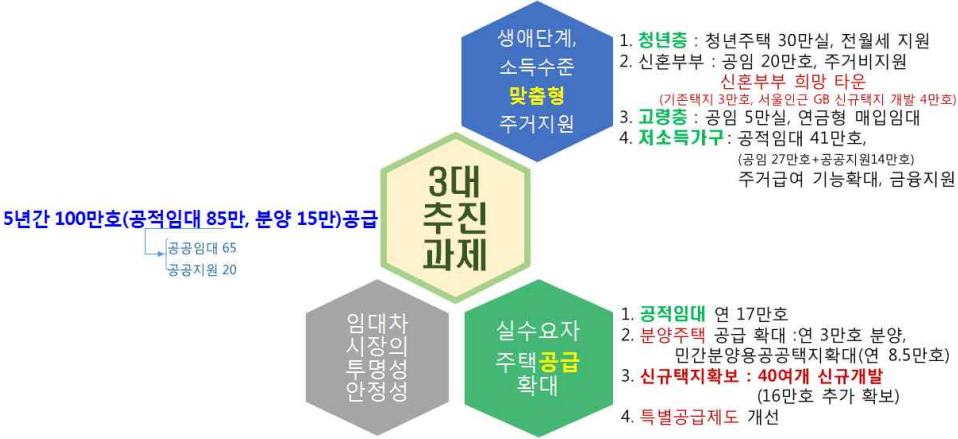 생애단계,
소득수준
맞춤형
주거지원
1. 청년층 : 청년주택 30만실, 전월세 지원
2. 신혼부부 : 공임 20만호, 주거비지원
신혼부부 희망 타운
(기존택지 3만호, 서울인근 GB 신규택지 개발 4만호)
3. 고령층 : 공임 5만실, 연금형 매입임대
4. 저소득가구 : 공적임대 41만호,
(공임 27만호+공공지원14만호)
주거급여 기능확대, 금융지원
3대
추진
과제
5년간 100만호(공적임대 85만, 분양 15만)공급
공공임대 65
공공지원 20
임대차
시장의
투명성
안정성
실수요자
주택공급
확대
1. 공적임대 연 17만호
2. 분양주택 공급 확대 :연 3만호 분양,
민간분양용공공택지확대(연 8.5만호)
3. 신규택지확보 : 40여개 신규개발
(16만호 추가 확보)
4. 특별공급제도 개선